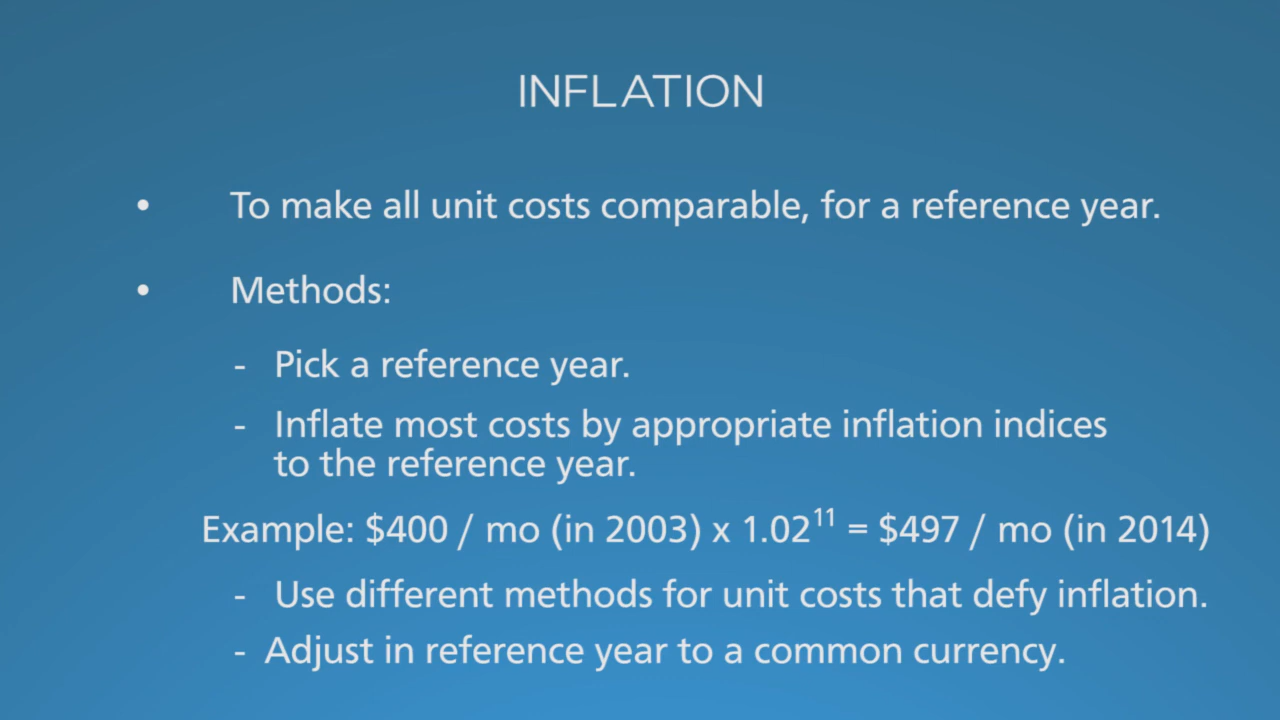 INFLATION
• To make all unit costs comparable, for a reference year.
• Methods:
- Pick a reference year.
- Inflate most costs by appropriate inflation indices
to the reference year.
Example: $400 / mo (in 2003) x 1.02¹¹ = $497 / mo (in 2014)
- Use different methods for unit costs that defy inflation.
- Adjust in reference year to a common currency.